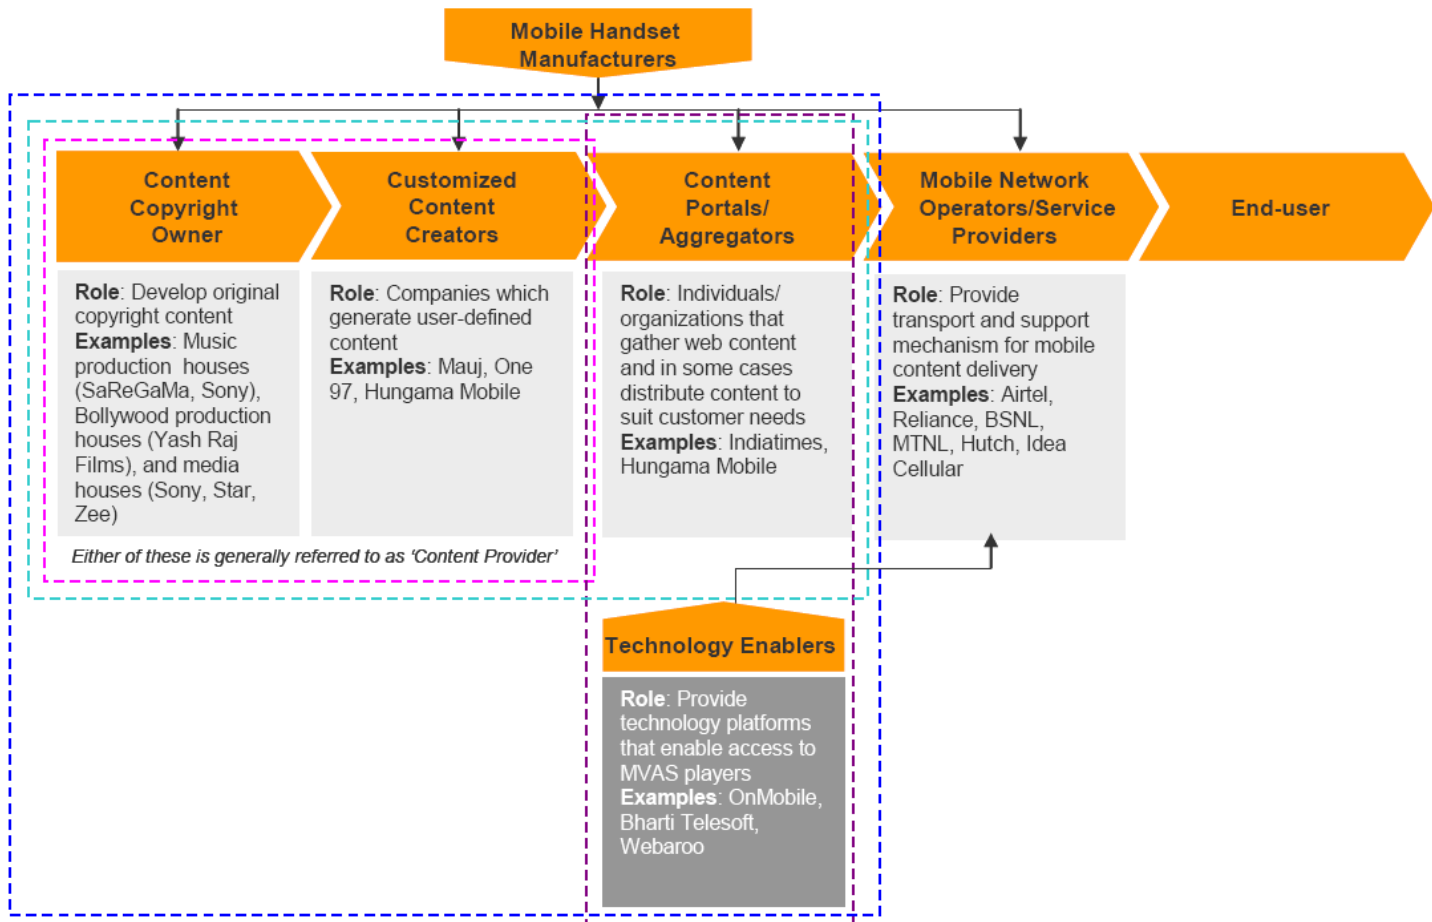 Mobile Handset
Manufacturers
Content
Copyright
Owner
Customized
Content
Creators
Content
Portals/
Aggregators
Mobile Network
Operators/Service
Providers
End-user
Role: Develop original
copyright content
Examples: Music
production houses
(SaReGaMa, Sony),
Bollywood production
houses (Yash Raj
Films), and media
houses (Sony, Star,
Zee)
Role: Companies which
generate user-defined
content
Examples: Mauj, One
97, Hungama Mobile
Role: Individuals/
organizations that
gather web content
and in some cases
distribute content to
suit customer needs
Examples: Indiatimes,
Hungama Mobile
Role: Provide
transport and support
mechanism for mobile
content delivery
Examples: Airtel,
Reliance, BSNL,
MTNL, Hutch, Idea
Cellular
Either of these is generally referred to as ‘Content Provider’
Technology Enablers
Role: Provide
technology platforms
that enable access to
MVAS players
Examples: OnMobile,
Bharti Telesoft,
Webaroo